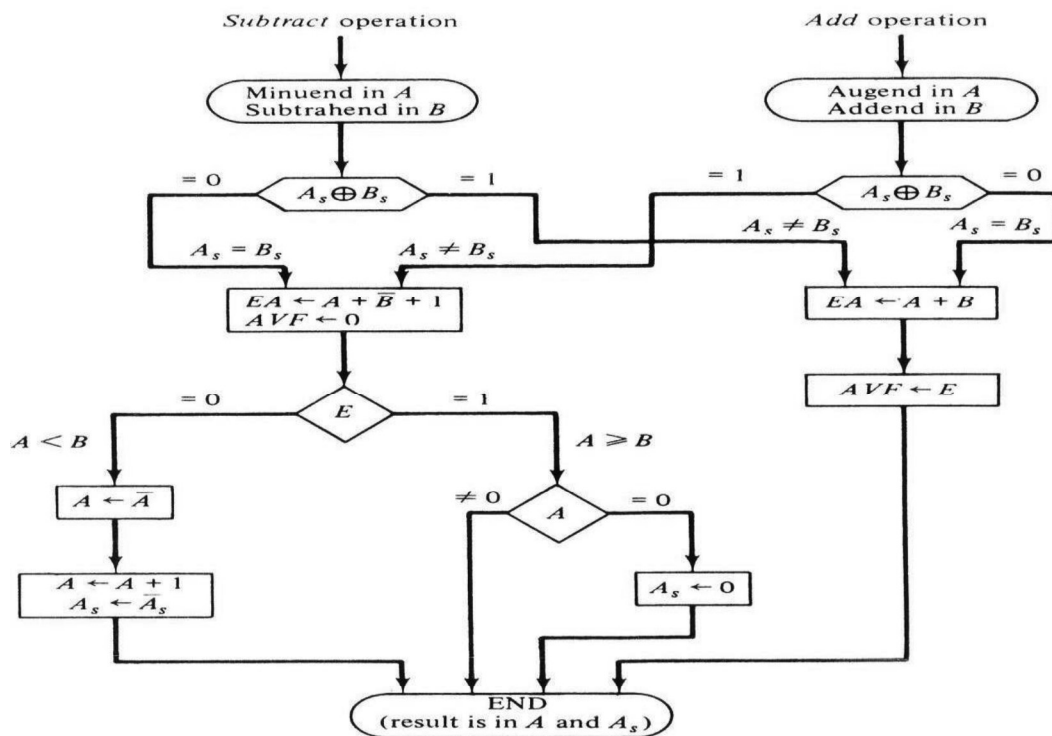 Subtract operation
Add operation
Minuend in A
Subtrahend in B
Augend in A
Addend in B
= 0
A_s ⊕ B_s
= 1
= 1
A_s ⊕ B_s
= 0
A_s = B_s
A_s ≠ B_s
A_s ≠ B_s
A_s = B_s
EA ← A + B̅ + 1
AVF ← 0
EA ← A + B
= 0
E
= 1
AVF ← E
A < B
A ≥ B
A ← A̅
≠ 0
A
= 0
A ← A + 1
A_s ← A̅_s
A_s ← 0
END
(result is in A and A_s)